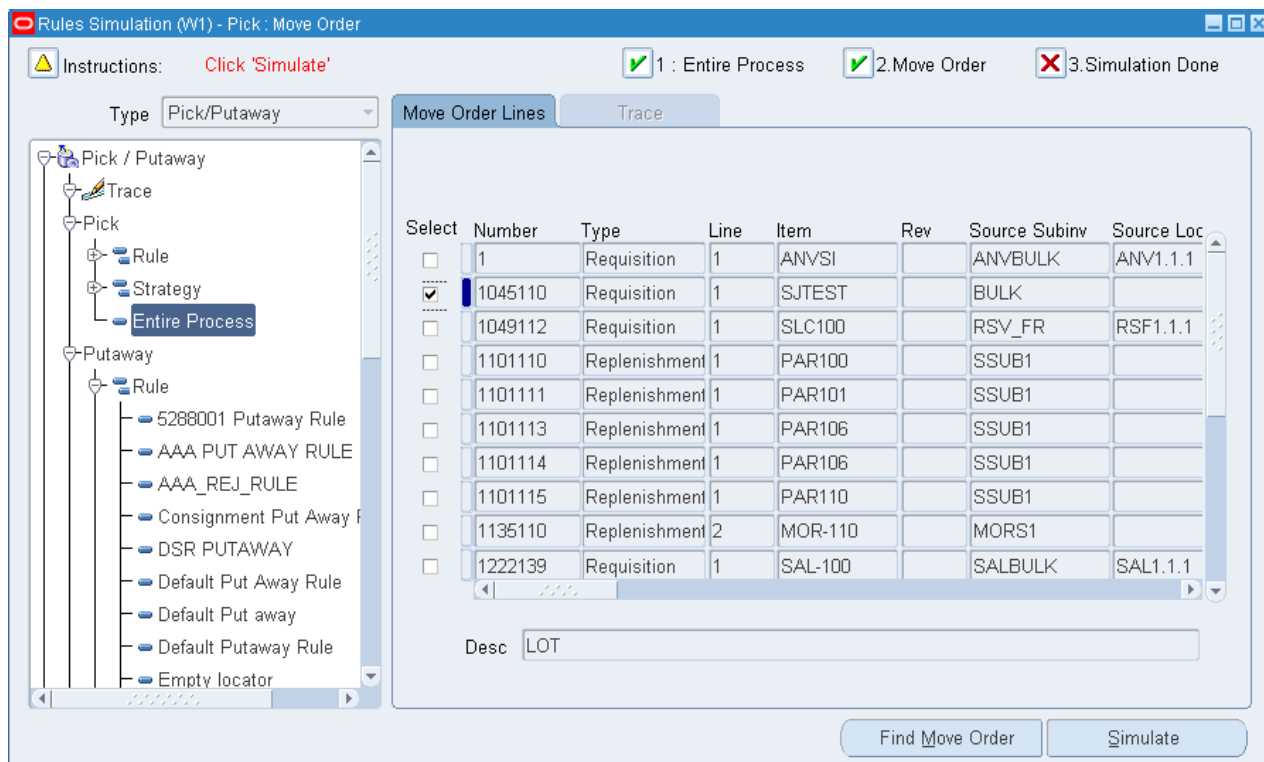 Rules Simulation (W1) - Pick : Move Order
Instructions: Click 'Simulate' 1 : Entire Process 2.Move Order 3.Simulation Done
Type Pick/Putaway
Pick / Putaway
Trace
Pick
Rule
Strategy
Entire Process
Putaway
Rule
5288001 Putaway Rule
AAA PUT AWAY RULE
AAA_REJ_RULE
Consignment Put Away
DSR PUTAWAY
Default Put Away Rule
Default Put away
Default Putaway Rule
Empty locator
Move Order Lines Trace
Select Number Type Line Item Rev Source Subinv Source Loc
1 Requisition 1 ANVSI ANVBULK ANV1.1.1
1045110 Requisition 1 SJTEST BULK
1049112 Requisition 1 SLC100 RSV_FR RSF1.1.1
1101110 Replenishment 1 PAR100 SSUB1
1101111 Replenishment 1 PAR101 SSUB1
1101113 Replenishment 1 PAR106 SSUB1
1101114 Replenishment 1 PAR106 SSUB1
1101115 Replenishment 1 PAR110 SSUB1
1135110 Replenishment 2 MOR-110 MORS1
1222139 Requisition 1 SAL-100 SALBULK SAL1.1.1
Desc LOT
Find Move Order Simulate